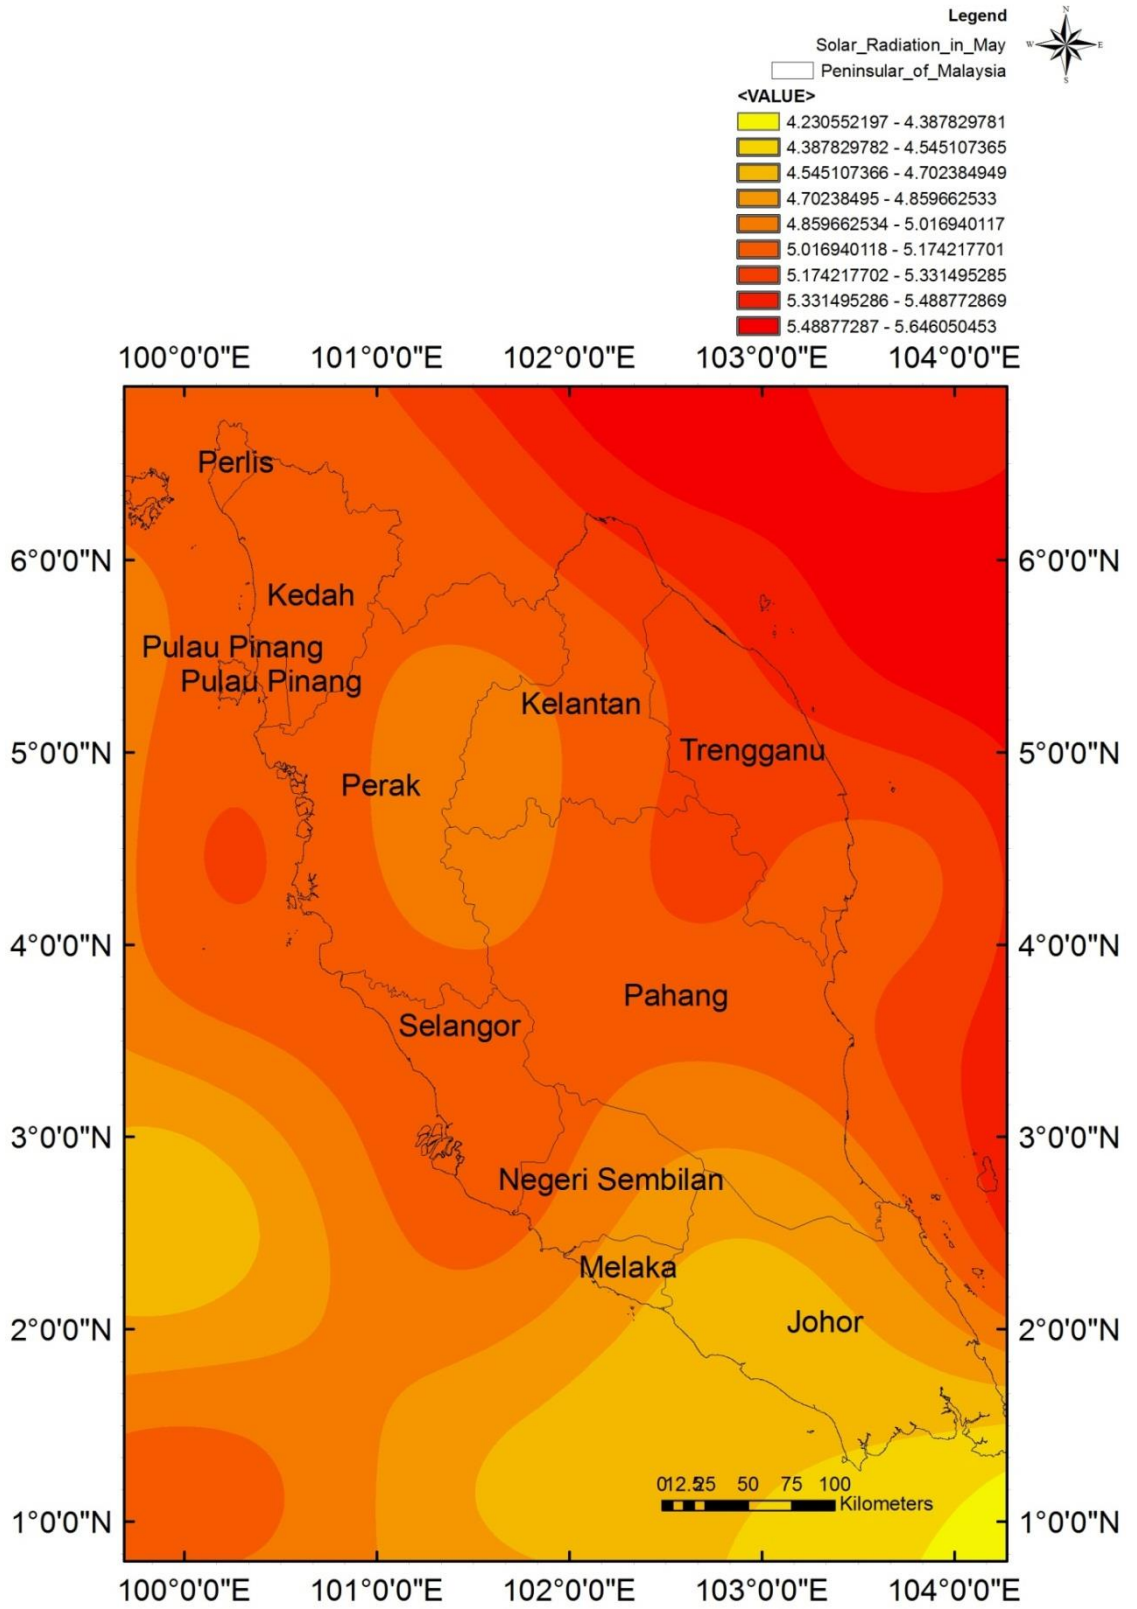 Legend
N
Solar_Radiation_in_May
W E
Peninsular_of_Malaysia
S
<VALUE>
4.230552197 - 4.387829781
4.387829782 - 4.545107365
4.545107366 - 4.702384949
4.70238495 - 4.859662533
4.859662534 - 5.016940117
5.016940118 - 5.174217701
5.174217702 - 5.331495285
5.331495286 - 5.488772869
5.48877287 - 5.646050453
100°0'0"E 101°0'0"E 102°0'0"E 103°0'0"E 104°0'0"E
Perlis
6°0'0"N 6°0'0"N
Kedah
Pulau Pinang
Pulau Pinang
Kelantan
5°0'0"N Trengganu 5°0'0"N
Perak
4°0'0"N 4°0'0"N
Pahang
Selangor
3°0'0"N 3°0'0"N
Negeri Sembilan
Melaka
2°0'0"N Johor 2°0'0"N
0 12.5 25 50 75 100
Kilometers
1°0'0"N 1°0'0"N
100°0'0"E 101°0'0"E 102°0'0"E 103°0'0"E 104°0'0"E